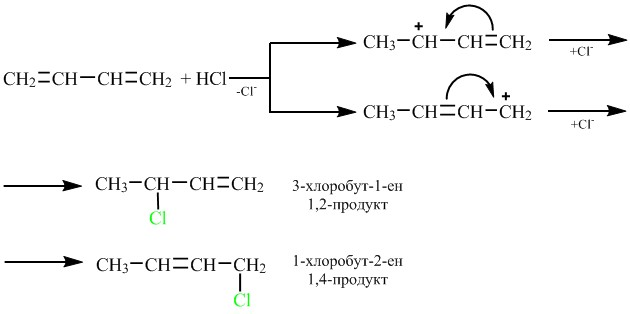 CH₃—CH—CH=CH₂
+
CH₂=CH—CH=CH₂ + HCl
-Cl⁻
+Cl⁻
CH₃—CH=CH—CH₂
+
+Cl⁻
CH₃—CH—CH=CH₂
Cl
3-хлоробут-1-ен
1,2-продукт
CH₃—CH=CH—CH₂
Cl
1-хлоробут-2-ен
1,4-продукт